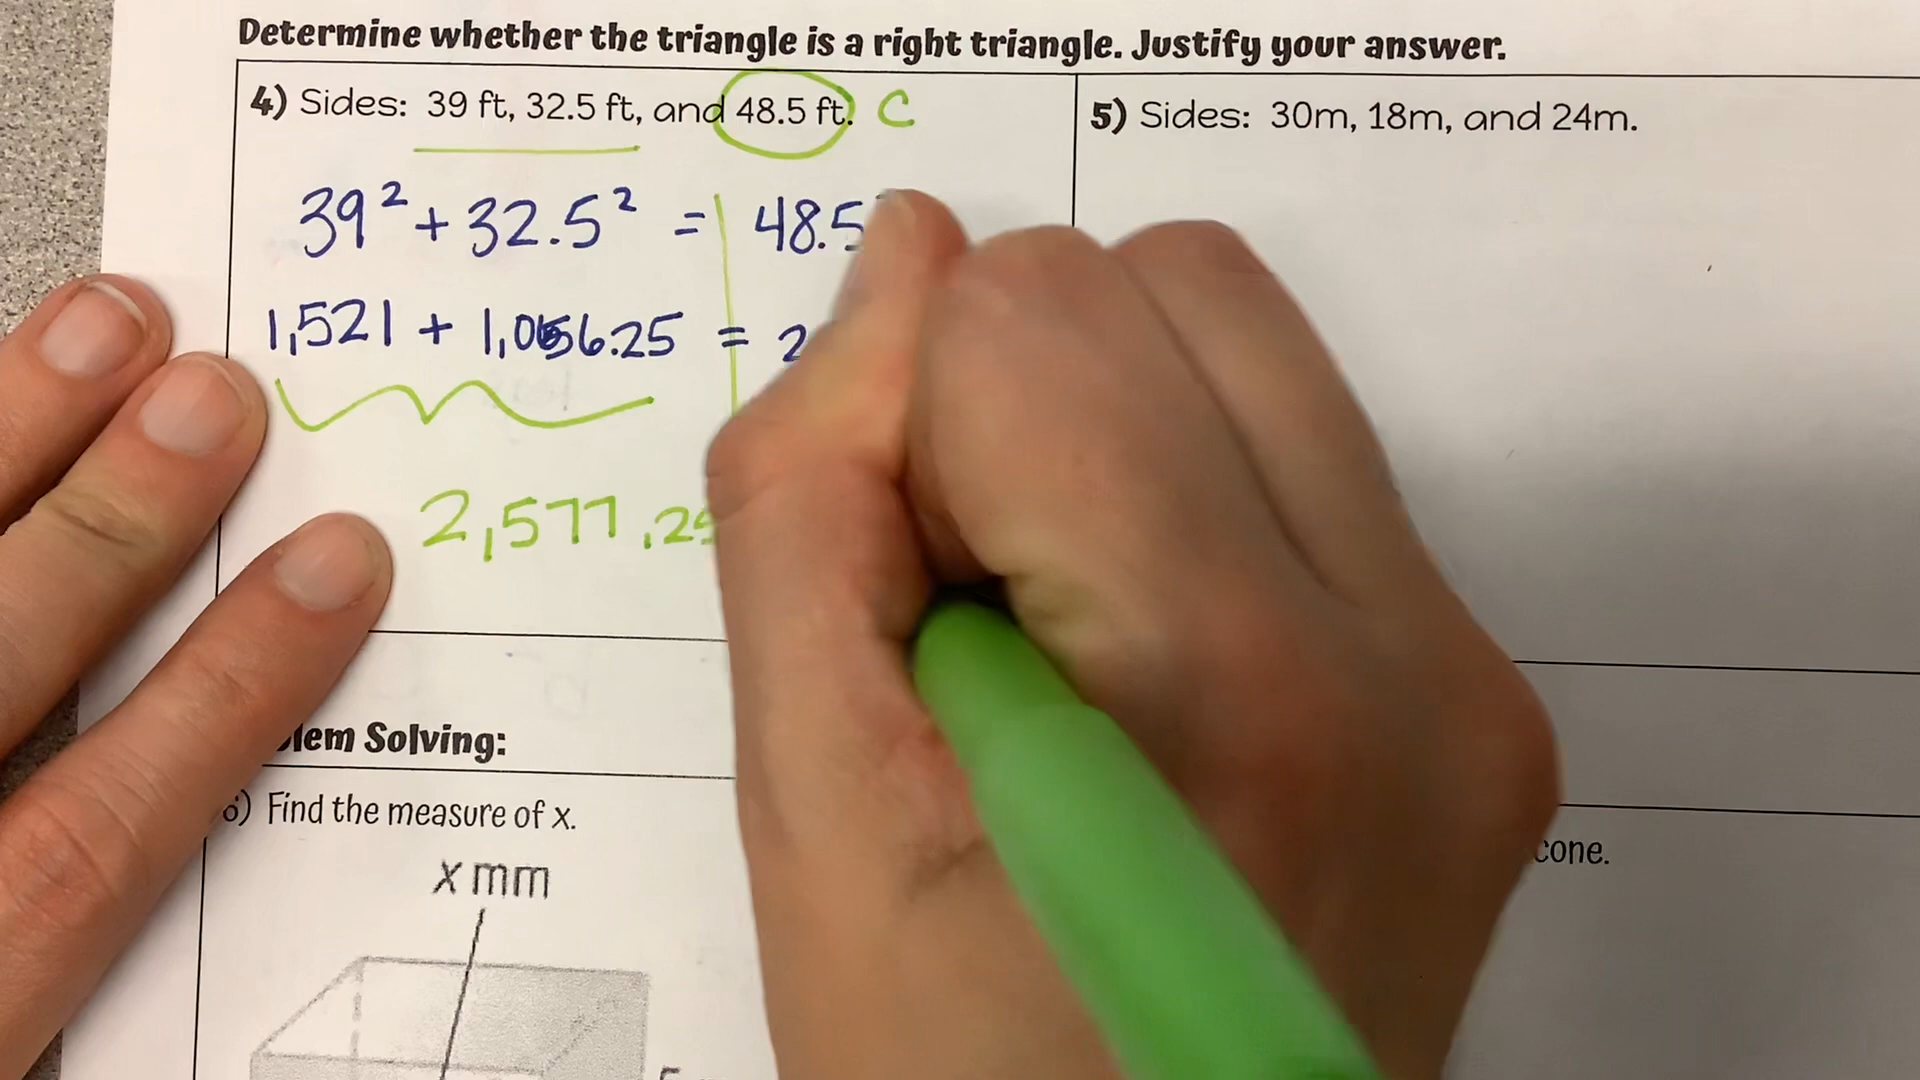 Determine whether the triangle is a right triangle. Justify your answer.
4) Sides: 39 ft, 32.5 ft, and 48.5 ft. C
39² + 32.5² = 48.5
1,521 + 1,056.25 = 2
2,577.25
5) Sides: 30m, 18m, and 24m.
lem Solving:
6) Find the measure of x.
x mm
cone.